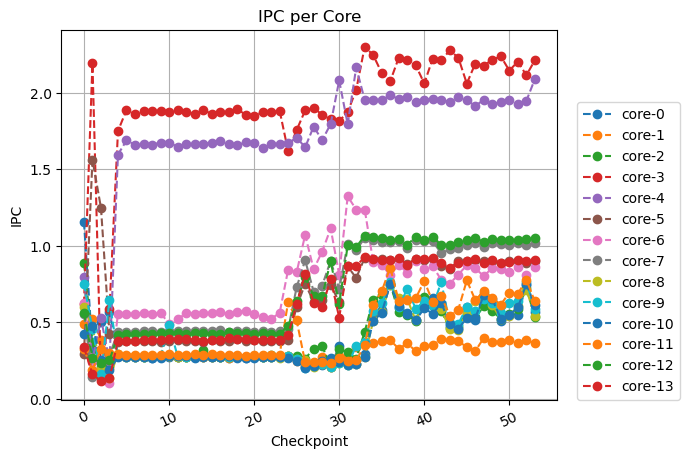 IPC per Core
IPC
2.0
1.5
1.0
0.5
0.0
0
10
20
30
40
50
Checkpoint
core-0
core-1
core-2
core-3
core-4
core-5
core-6
core-7
core-8
core-9
core-10
core-11
core-12
core-13